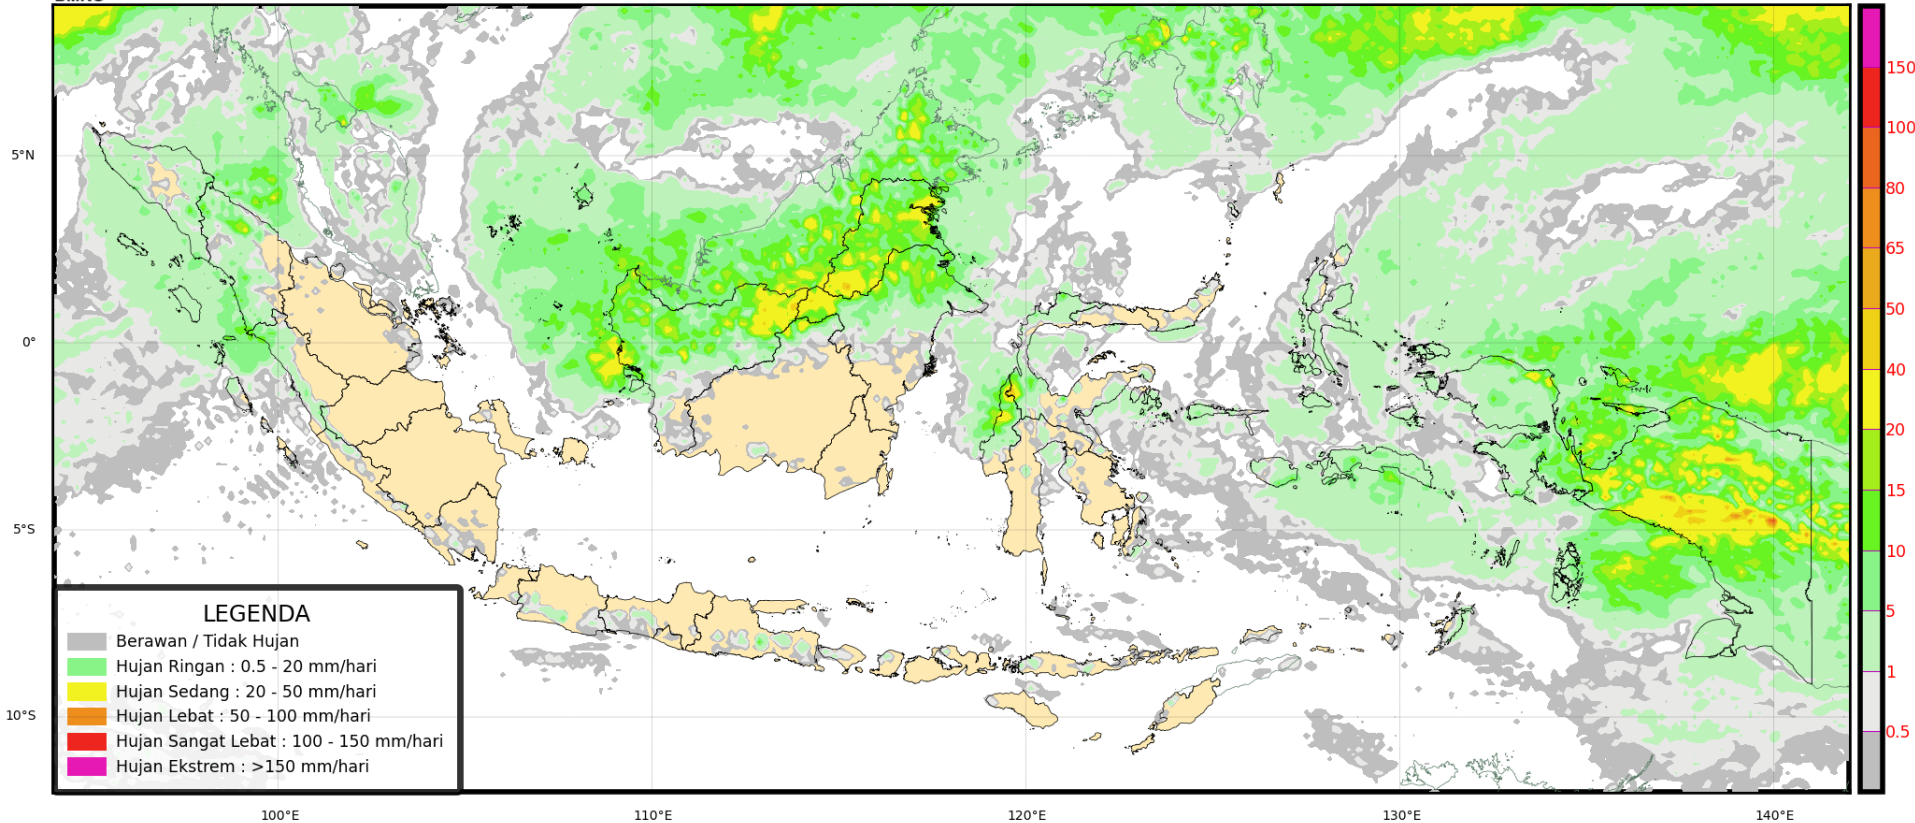 5°N
0°
5°S
10°S
100°E
110°E
120°E
130°E
140°E
LEGENDA
Berawan / Tidak Hujan
Hujan Ringan : 0.5 - 20 mm/hari
Hujan Sedang : 20 - 50 mm/hari
Hujan Lebat : 50 - 100 mm/hari
Hujan Sangat Lebat : 100 - 150 mm/hari
Hujan Ekstrem : >150 mm/hari
150
100
80
65
50
40
20
15
10
5
1
0.5